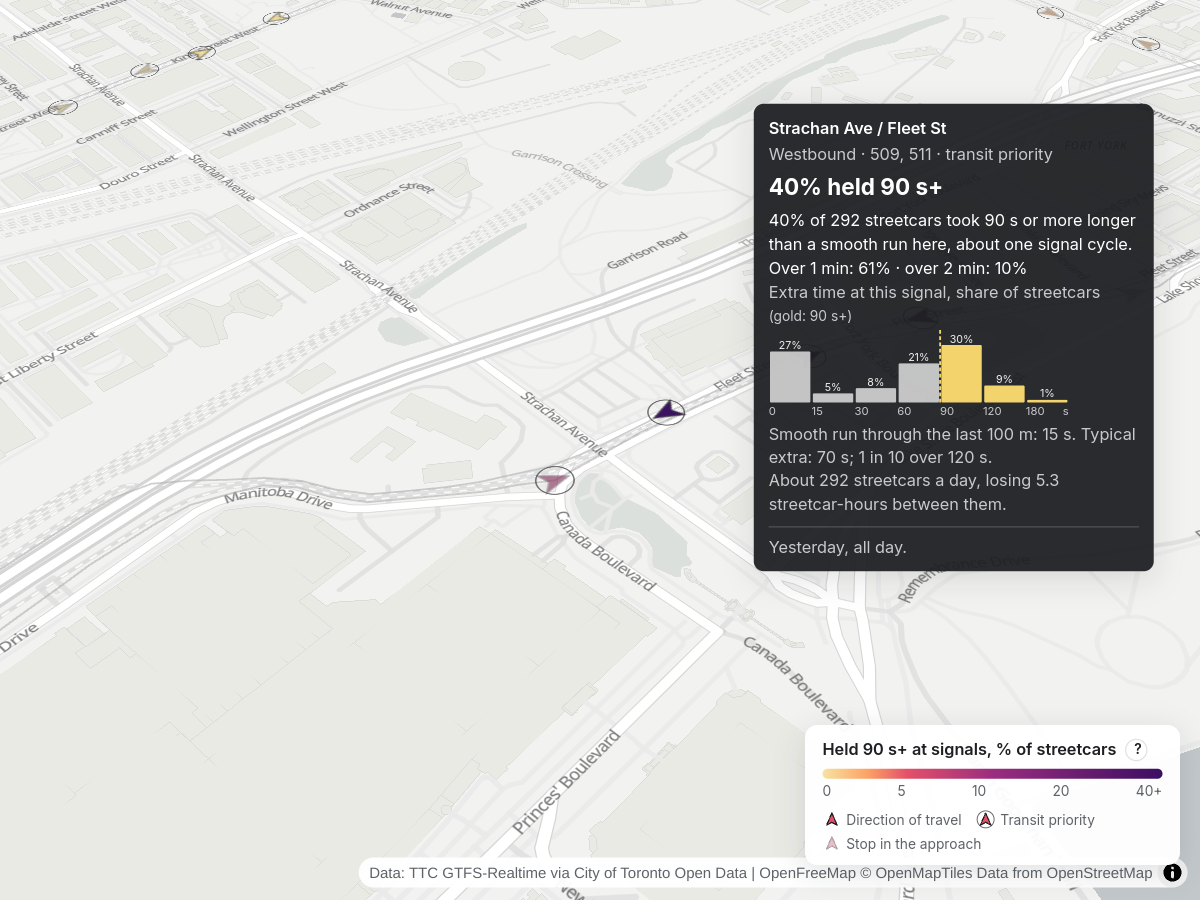 Adelaide Street West
Walnut Avenue
Fort York Boulevard
Strachan Avenue
Canniff Street
Wellington Street West
Douro Street
Strachan Avenue
Garrison Crossing
Ordnance Street
Garrison Road
Strachan Avenue
Liberty Street
Strachan Avenue
Manitoba Drive
Canada Boulevard
Drive
Canada Boulevard
Princes' Boulevard
Strachan Ave / Fleet St
Westbound · 509, 511 · transit priority
40% held 90 s+
40% of 292 streetcars took 90 s or more longer
than a smooth run here, about one signal cycle.
Over 1 min: 61% · over 2 min: 10%
Extra time at this signal, share of streetcars
(gold: 90 s+)
27% 5% 8% 21% 30% 9% 1%
0 15 30 60 90 120 180 s
Smooth run through the last 100 m: 15 s. Typical
extra: 70 s; 1 in 10 over 120 s.
About 292 streetcars a day, losing 5.3
streetcar-hours between them.
Yesterday, all day.
Held 90 s+ at signals, % of streetcars ?
0 5 10 20 40+
Direction of travel Transit priority
Stop in the approach
Data: TTC GTFS-Realtime via City of Toronto Open Data | OpenFreeMap © OpenMapTiles Data from OpenStreetMap